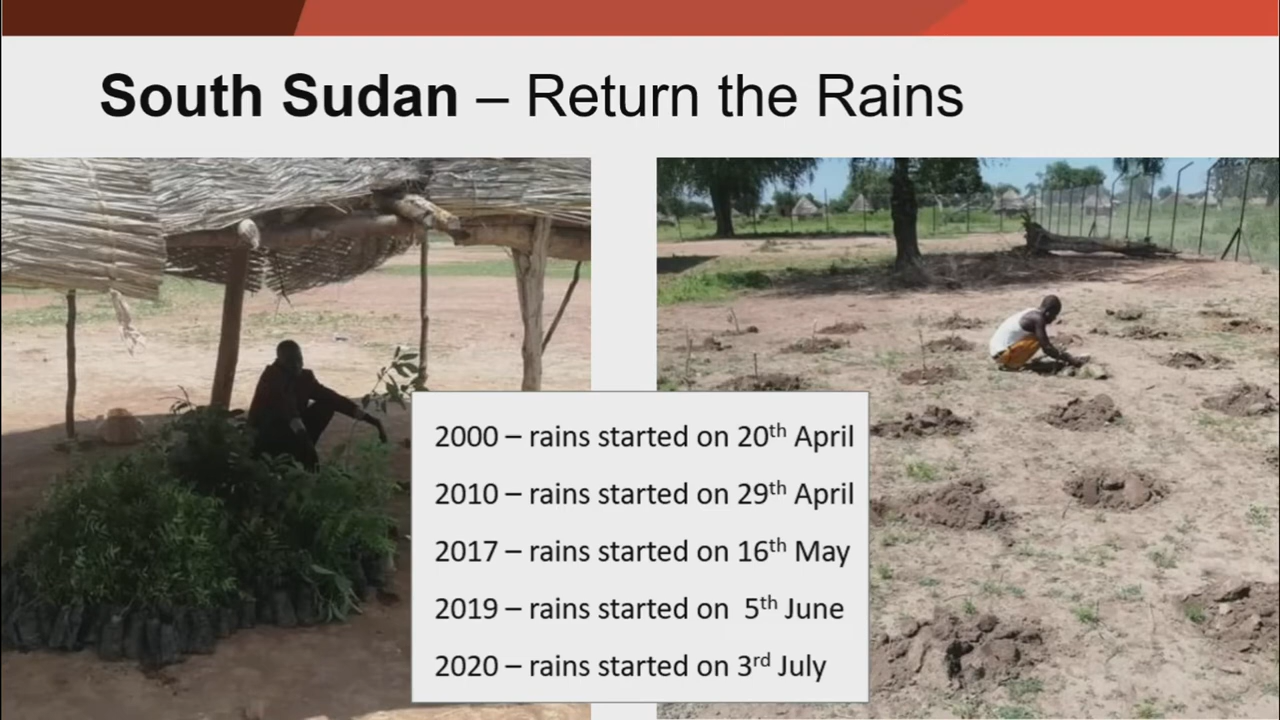 South Sudan – Return the Rains
2000 – rains started on 20th April
2010 – rains started on 29th April
2017 – rains started on 16th May
2019 – rains started on 5th June
2020 – rains started on 3rd July